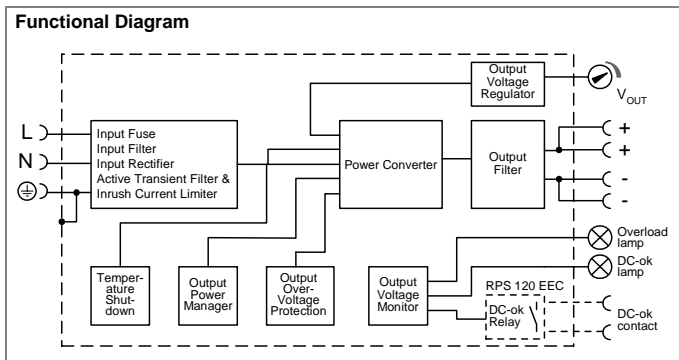 Functional Diagram
Output
Voltage
Regulator
V OUT
L
N
Input Fuse
Input Filter
Input Rectifier
Active Transient Filter &
Inrush Current Limiter
Power Converter
Output
Filter
+
+
-
-
Overload
lamp
DC-ok
lamp
Temper-
ature
Shut-
down
Output
Power
Manager
Output
Over-
Voltage
Protection
Output
Voltage
Monitor
RPS 120 EEC
DC-ok
Relay
DC-ok
contact